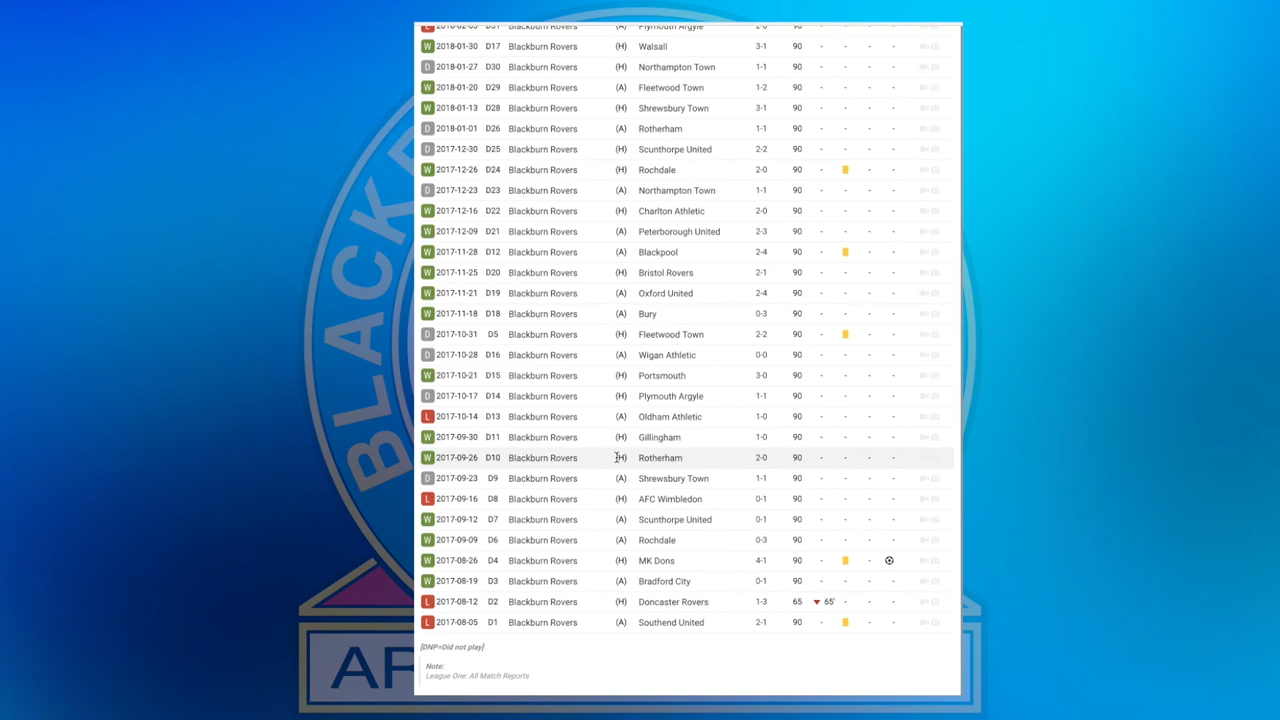 L 2018-02-03 D31 Blackburn Rovers (A) Plymouth Argyle 2-0 90 - - - -
W 2018-01-30 D17 Blackburn Rovers (H) Walsall 3-1 90 - - - -
D 2018-01-27 D30 Blackburn Rovers (H) Northampton Town 1-1 90 - - - -
W 2018-01-20 D29 Blackburn Rovers (A) Fleetwood Town 1-2 90 - - - -
W 2018-01-13 D28 Blackburn Rovers (H) Shrewsbury Town 3-1 90 - - - -
D 2018-01-01 D26 Blackburn Rovers (A) Rotherham 1-1 90 - - - -
D 2017-12-30 D25 Blackburn Rovers (H) Scunthorpe United 2-2 90 - - - -
W 2017-12-26 D24 Blackburn Rovers (H) Rochdale 2-0 90 - - -
D 2017-12-23 D23 Blackburn Rovers (A) Northampton Town 1-1 90 - - - -
W 2017-12-16 D22 Blackburn Rovers (H) Charlton Athletic 2-0 90 - - - -
W 2017-12-09 D21 Blackburn Rovers (A) Peterborough United 2-3 90 - - - -
W 2017-11-28 D12 Blackburn Rovers (A) Blackpool 2-4 90 - - -
W 2017-11-25 D20 Blackburn Rovers (H) Bristol Rovers 2-1 90 - - - -
W 2017-11-21 D19 Blackburn Rovers (A) Oxford United 2-4 90 - - - -
W 2017-11-18 D18 Blackburn Rovers (A) Bury 0-3 90 - - - -
D 2017-10-31 D5 Blackburn Rovers (H) Fleetwood Town 2-2 90 - - -
D 2017-10-28 D16 Blackburn Rovers (A) Wigan Athletic 0-0 90 - - - -
W 2017-10-21 D15 Blackburn Rovers (H) Portsmouth 3-0 90 - - - -
D 2017-10-17 D14 Blackburn Rovers (H) Plymouth Argyle 1-1 90 - - - -
L 2017-10-14 D13 Blackburn Rovers (A) Oldham Athletic 1-0 90 - - - -
W 2017-09-30 D11 Blackburn Rovers (H) Gillingham 1-0 90 - - - -
W 2017-09-26 D10 Blackburn Rovers (H) Rotherham 2-0 90 - - - -
D 2017-09-23 D9 Blackburn Rovers (A) Shrewsbury Town 1-1 90 - - - -
L 2017-09-16 D8 Blackburn Rovers (H) AFC Wimbledon 0-1 90 - - - -
W 2017-09-12 D7 Blackburn Rovers (A) Scunthorpe United 0-1 90 - - - -
W 2017-09-09 D6 Blackburn Rovers (A) Rochdale 0-3 90 - - - -
W 2017-08-26 D4 Blackburn Rovers (H) MK Dons 4-1 90 - -
W 2017-08-19 D3 Blackburn Rovers (A) Bradford City 0-1 90 - - - -
L 2017-08-12 D2 Blackburn Rovers (H) Doncaster Rovers 1-3 65 65' - - -
L 2017-08-05 D1 Blackburn Rovers (A) Southend United 2-1 90 - - -
[DNP=Did not play]
Note:
League One: All Match Reports
BLACK